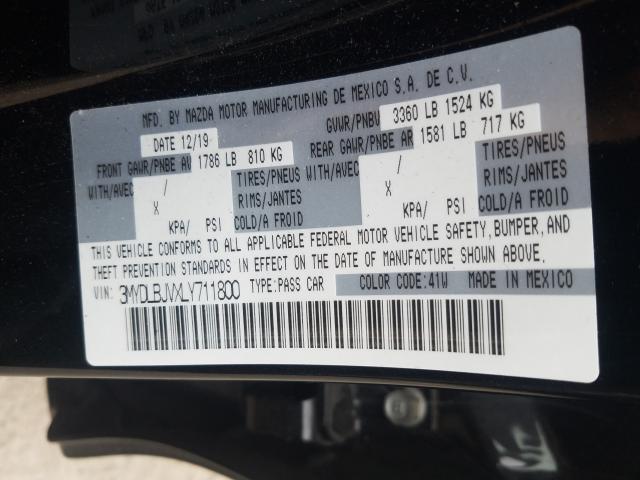 MFD. BY MAZDA MOTOR MANUFACTURING DE MEXICO S.A. DE C.V.
DATE 12/19 GVWR/PNBV 3360 LB 1524 KG
FRONT GAWR/PNBE AV 1786 LB 810 KG REAR GAWR/PNBE AR 1581 LB 717 KG
WITH/AVEC / TIRES/PNEUS WITH/AVEC / TIRES/PNEUS
X RIMS/JANTES X RIMS/JANTES
KPA/ PSI COLD/A FROID KPA/ PSI COLD/A FROID
THIS VEHICLE CONFORMS TO ALL APPLICABLE FEDERAL MOTOR VEHICLE SAFETY, BUMPER, AND
THEFT PREVENTION STANDARDS IN EFFECT ON THE DATE OF MANUFACTURE SHOWN ABOVE.
VIN: 3MYDLBJVXLY711800 TYPE: PASS CAR COLOR CODE: 41W MADE IN MEXICO